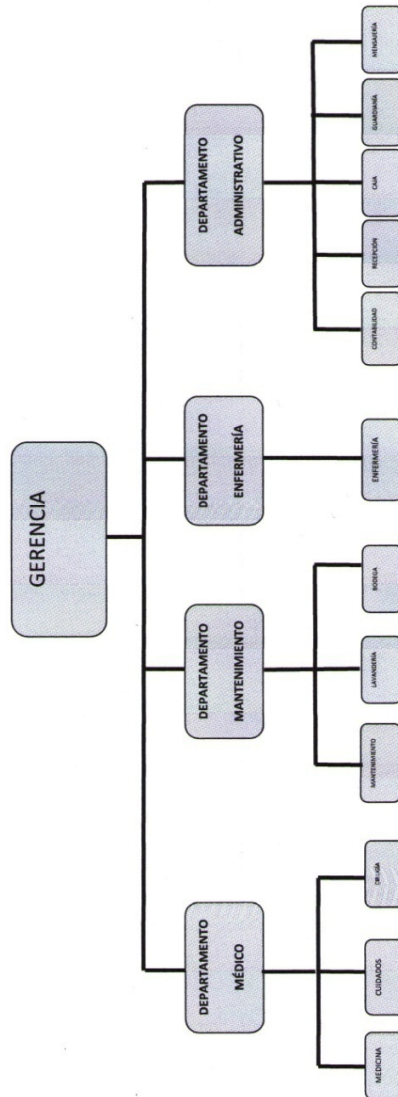 GERENCIA
DEPARTAMENTO
MÉDICO
DEPARTAMENTO
MANTENIMIENTO
DEPARTAMENTO
ENFERMERÍA
DEPARTAMENTO
ADMINISTRATIVO
MEDICINA
CUIDADOS
CIRUGÍA
MANTENIMIENTO
LAVANDERÍA
BODEGA
ENFERMERÍA
CONTABILIDAD
RECEPCIÓN
CAJA
GUARDIANÍA
MENSAJERÍA